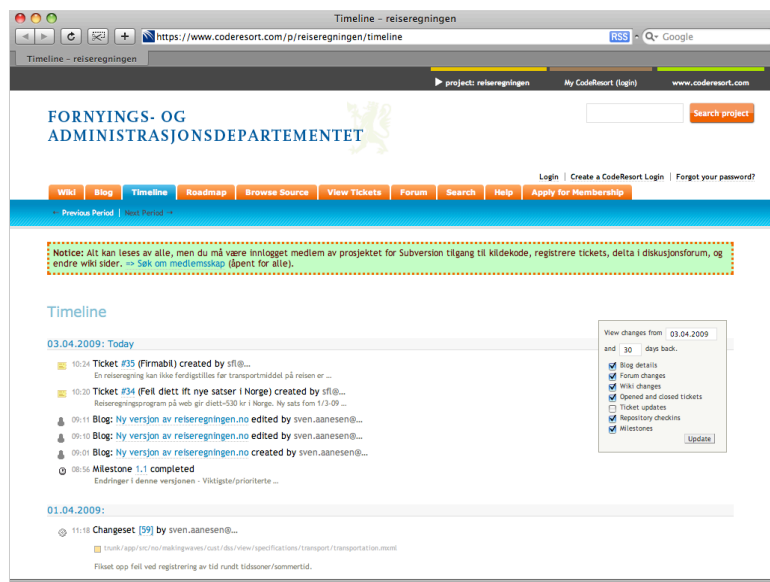 Timeline – reiseregningen
https://www.coderesort.com/p/reiseregningen/timeline
RSS
Google
Timeline – reiseregningen
project: reiseregningen
My CodeResort (login)
www.coderesort.com
FORNYINGS- OG
ADMINISTRASJONSDEPARTEMENTET
Search project
Login | Create a CodeResort Login | Forgot your password?
Wiki Blog Timeline Roadmap Browse Source View Tickets Forum Search Help Apply for Membership
← Previous Period | Next Period →
Notice: Alt kan leses av alle, men du må være innlogget medlem av prosjektet for Subversion tilgang til kildekode, registrere tickets, delta i diskusjonsforum, og
endre wiki sider. => Søk om medlemsskap (åpent for alle).
Timeline
View changes from 03.04.2009
and 30 days back.
Blog details
Forum changes
Wiki changes
Opened and closed tickets
Ticket updates
Repository checkins
Milestones
Update
03.04.2009: Today
10:24 Ticket #35 (Firmabil) created by sfl@…
En reiseregning kan ikke ferdigstilles før transportmiddel på reisen er …
10:20 Ticket #34 (Feil diett ift nye satser i Norge) created by sfl@…
Reiseregningsprogram på web gir diett=530 kr i Norge. Ny sats fom 1/3-09 …
09:11 Blog: Ny versjon av reiseregningen.no edited by sven.aanesen@…
09:10 Blog: Ny versjon av reiseregningen.no edited by sven.aanesen@…
09:01 Blog: Ny versjon av reiseregningen.no created by sven.aanesen@…
08:56 Milestone 1.1 completed
Endringer i denne versjonen - Viktigste/prioriterte …
01.04.2009:
11:18 Changeset [59] by sven.aanesen@…
trunk/app/src/no/makingwaves/cust/dss/view/specifications/transport/transportation.mxml
Fikset opp feil ved registrering av tid rundt tidssoner/sommertid.